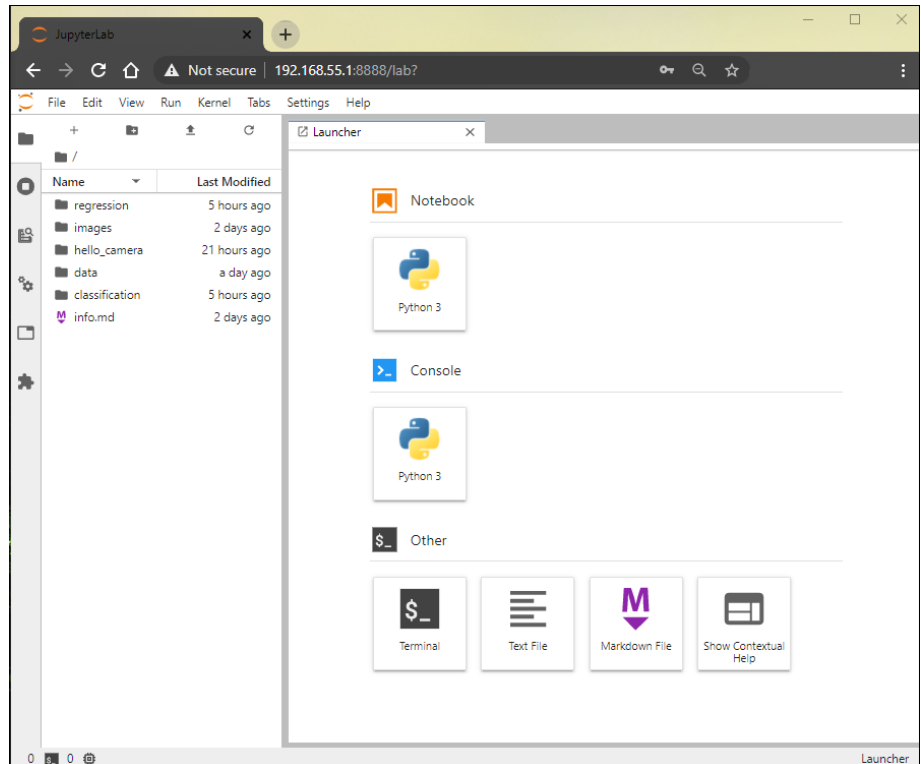 JupyterLab
Not secure | 192.168.55.1:8888/lab?
File Edit View Run Kernel Tabs Settings Help
Launcher
/
Name Last Modified
regression 5 hours ago
images 2 days ago
hello_camera 21 hours ago
data a day ago
classification 5 hours ago
info.md 2 days ago
Notebook
Python 3
Console
Python 3
$_ Other
$_
Terminal
Text File
M
Markdown File
Show Contextual
Help
0 $_ 0
Launcher